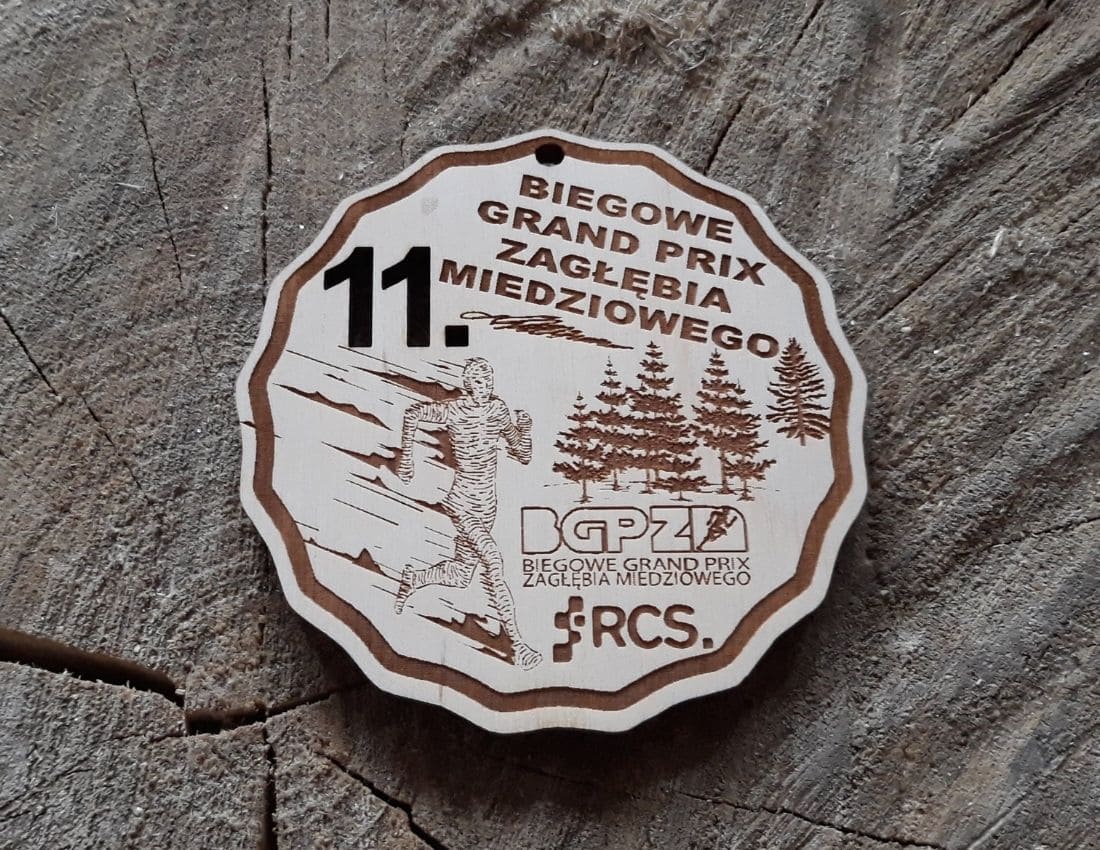 BIEGOWE
GRAND PRIX
ZAGŁĘBIA
MIEDZIOWEGO
11.
BGPZM
BIEGOWE GRAND PRIX
ZAGŁĘBIA MIEDZIOWEGO
RCS.